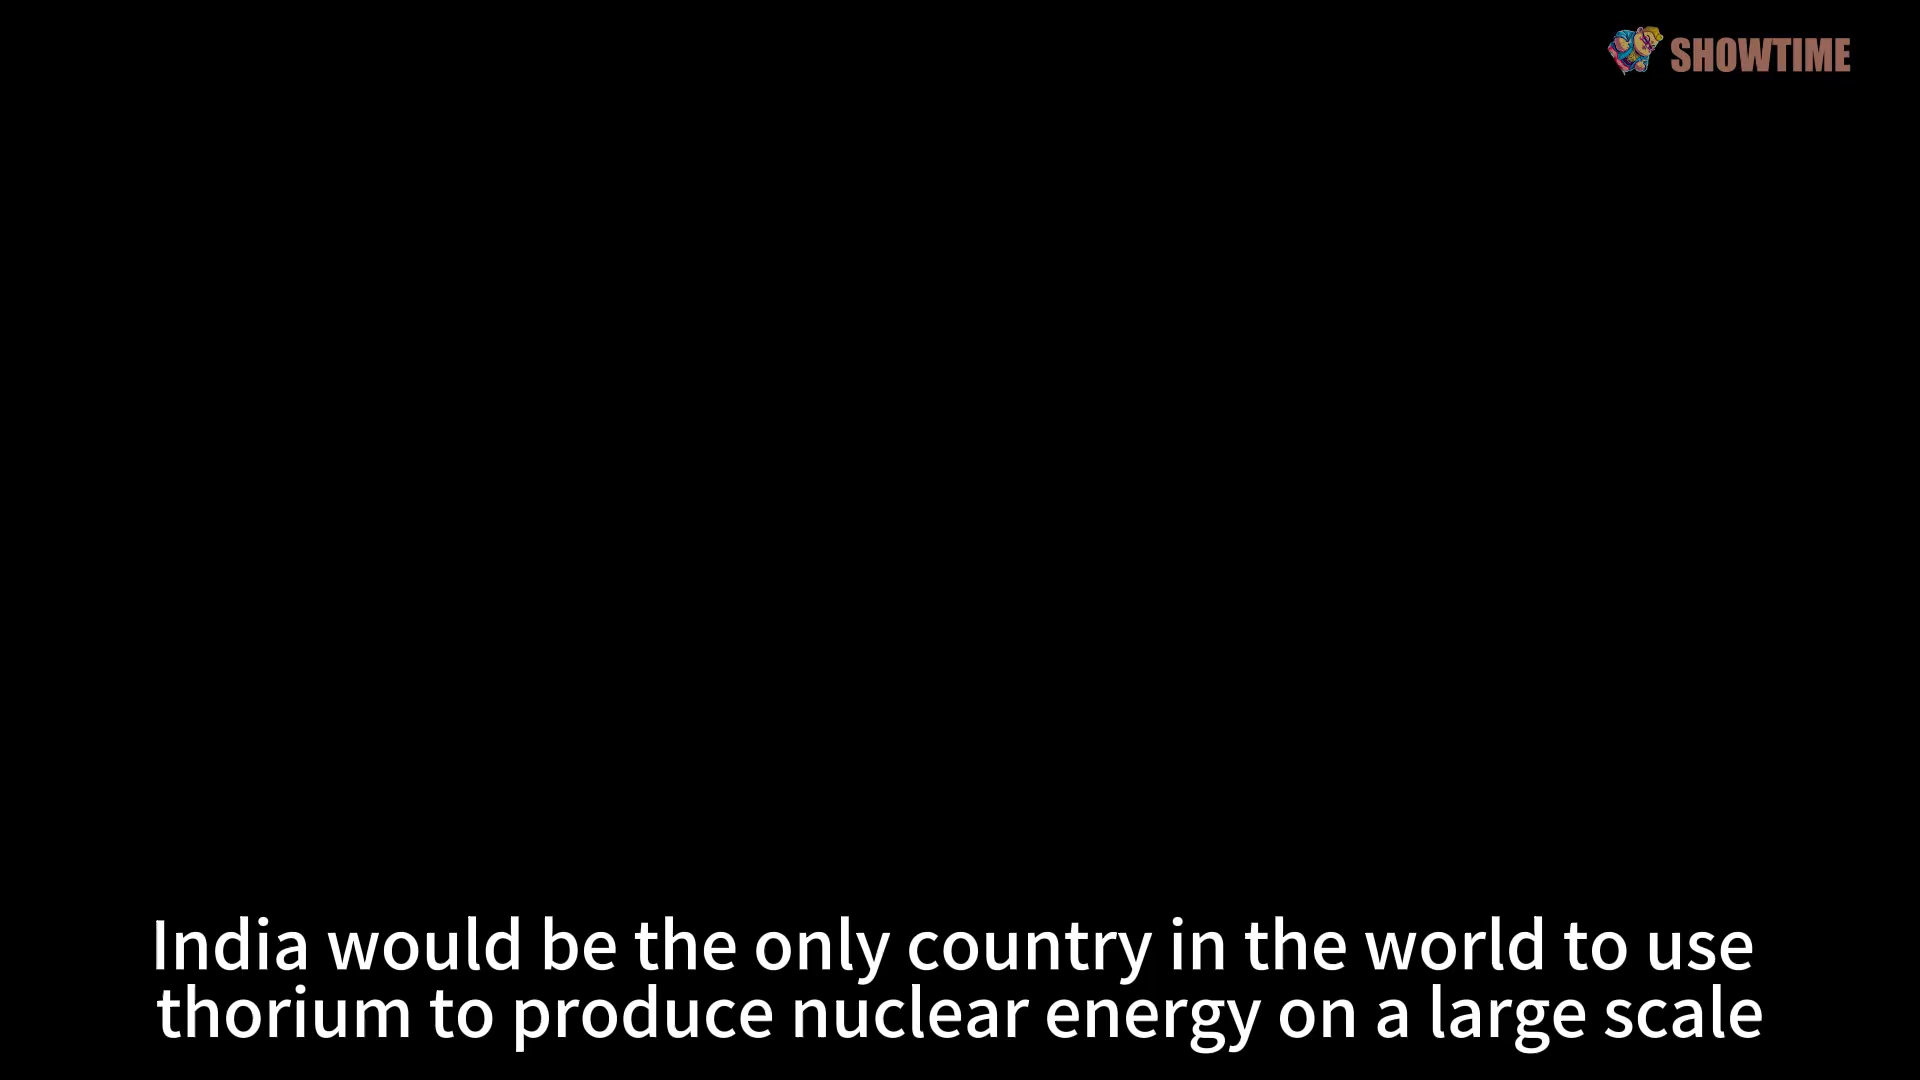 SHOWTIME
India would be the only country in the world to use
thorium to produce nuclear energy on a large scale